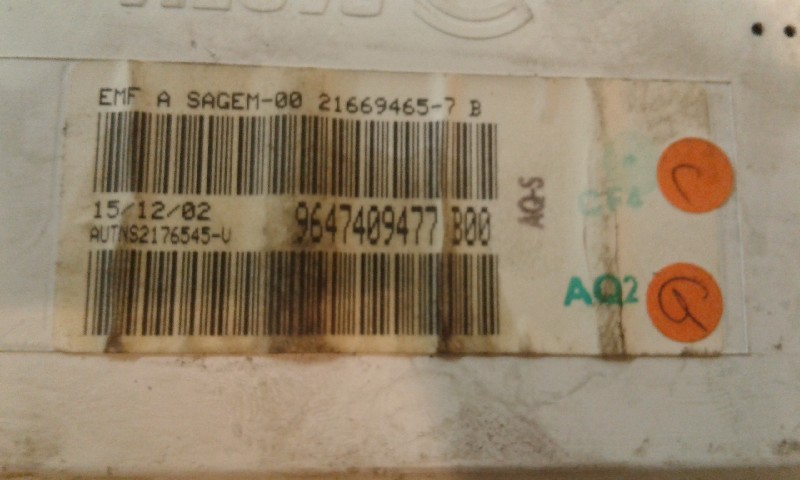 EMF A SAGEM-00 21669465-7 B
15/12/02
9647409477 B00
AUTNS2176545-V
AQ-S
CF4
AQ2